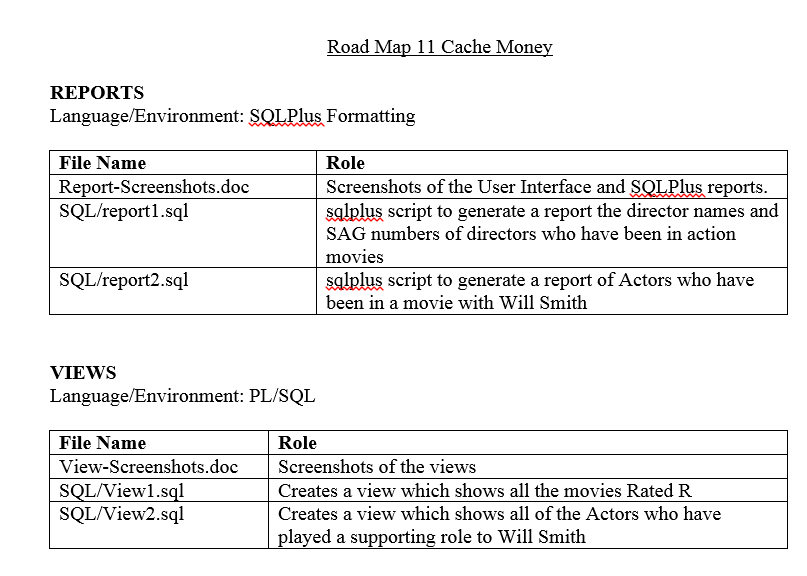 Road Map 11 Cache Money
REPORTS
Language/Environment: SQLPlus Formatting
File Name Role
Report-Screenshots.doc Screenshots of the User Interface and SQLPlus reports.
SQL/report1.sql sqlplus script to generate a report the director names and
SAG numbers of directors who have been in action
movies
SQL/report2.sql sqlplus script to generate a report of Actors who have
been in a movie with Will Smith
VIEWS
Language/Environment: PL/SQL
File Name Role
View-Screenshots.doc Screenshots of the views
SQL/View1.sql Creates a view which shows all the movies Rated R
SQL/View2.sql Creates a view which shows all of the Actors who have
played a supporting role to Will Smith